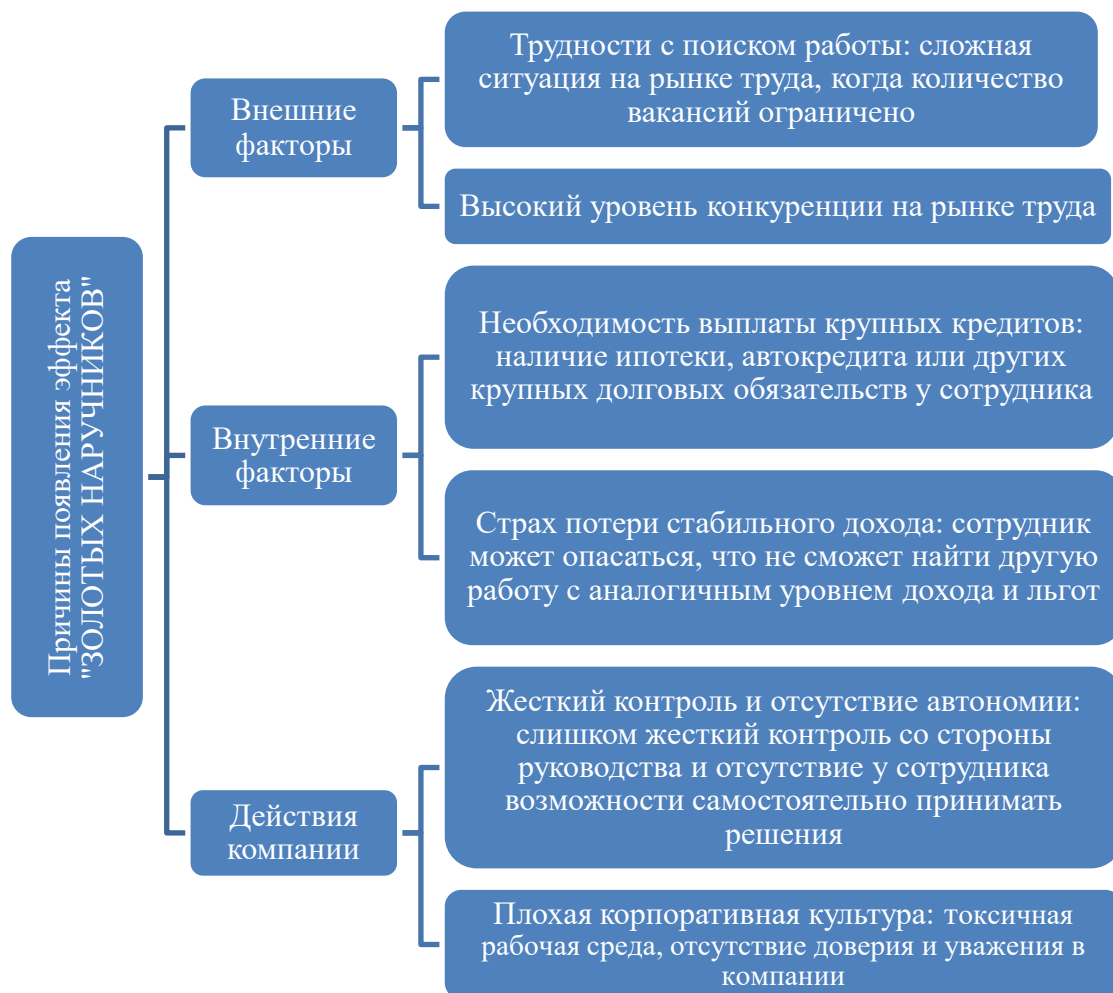 Причины появления эффекта
"ЗОЛОТЫХ НАРУЧНИКОВ"
Внешние
факторы
Трудности с поиском работы: сложная
ситуация на рынке труда, когда количество
вакансий ограничено
Высокий уровень конкуренции на рынке труда
Внутренние
факторы
Необходимость выплаты крупных кредитов:
наличие ипотеки, автокредита или других
крупных долговых обязательств у сотрудника
Страх потери стабильного дохода: сотрудник
может опасаться, что не сможет найти другую
работу с аналогичным уровнем дохода и льгот
Действия
компании
Жесткий контроль и отсутствие автономии:
слишком жесткий контроль со стороны
руководства и отсутствие у сотрудника
возможности самостоятельно принимать
решения
Плохая корпоративная культура: токсичная
рабочая среда, отсутствие доверия и уважения в
компании